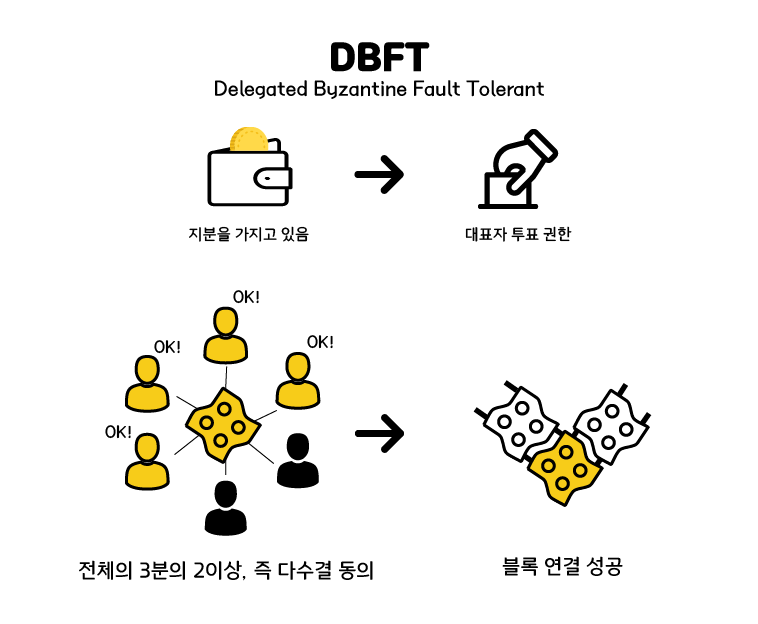 DBFT
Delegated Byzantine Fault Tolerant
지분을 가지고 있음
대표자 투표 권한
OK!
OK!
OK!
OK!
전체의 3분의 2이상, 즉 다수결 동의
블록 연결 성공